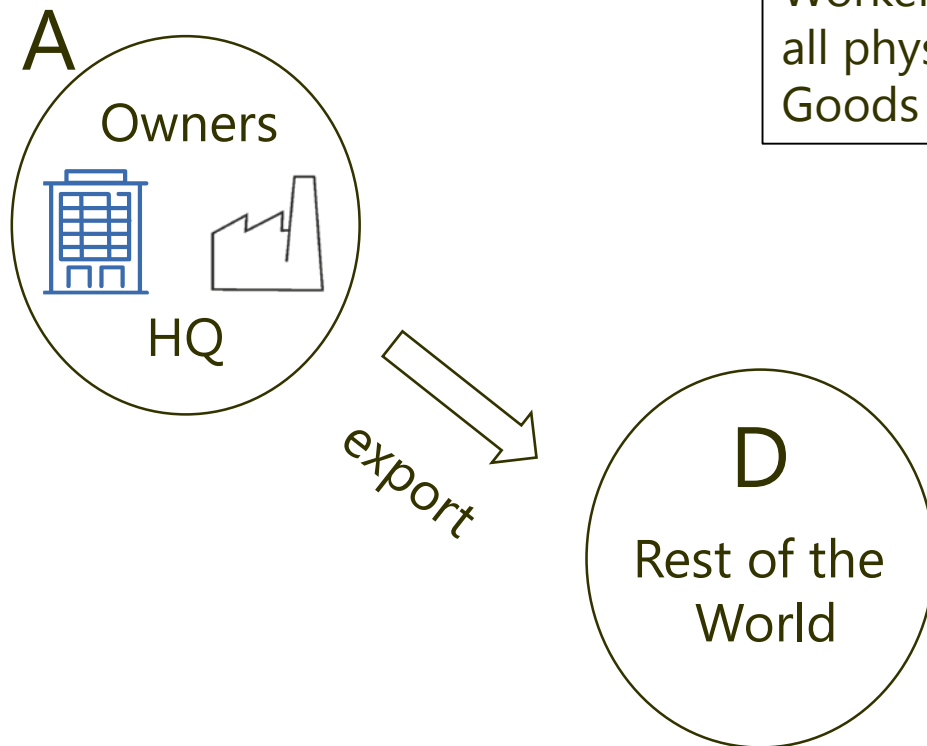 A
Owners
HQ
all phys
Goods
export
D
Rest of the
World